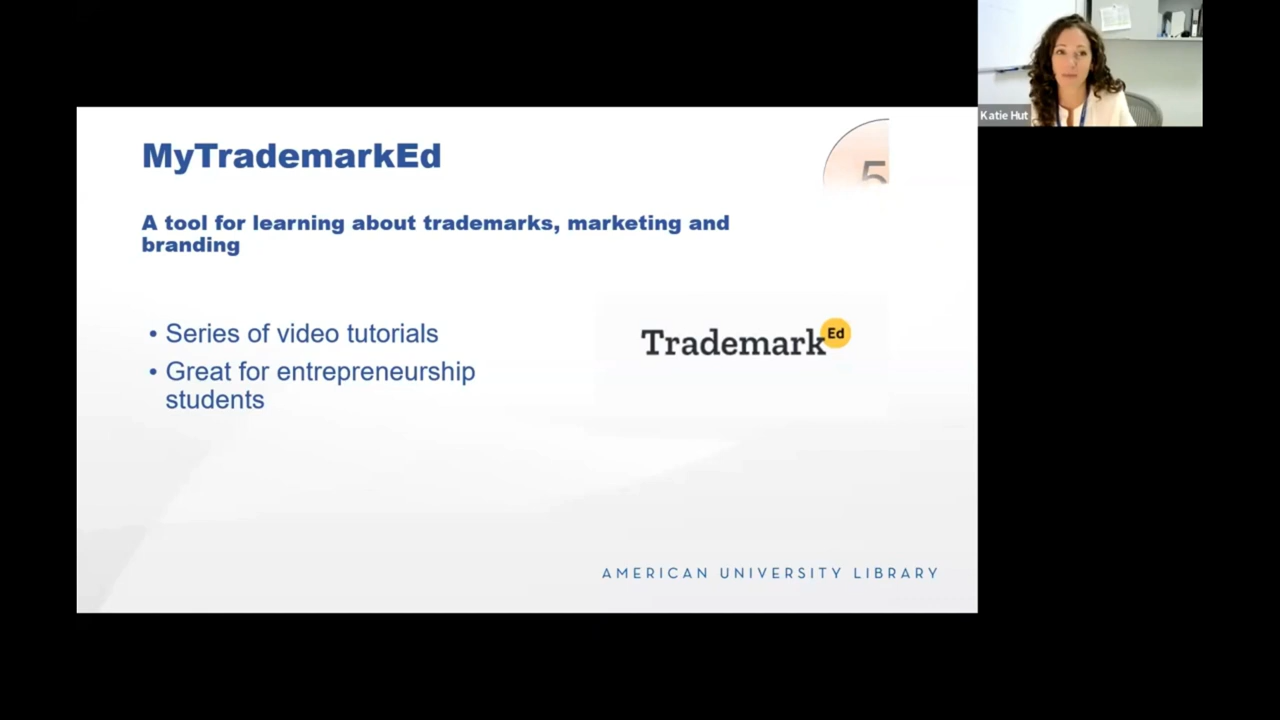 MyTrademarkEd
5
A tool for learning about trademarks, marketing and
branding
• Series of video tutorials
• Great for entrepreneurship
students
Trademark Ed
AMERICAN UNIVERSITY LIBRARY
Katie Hut